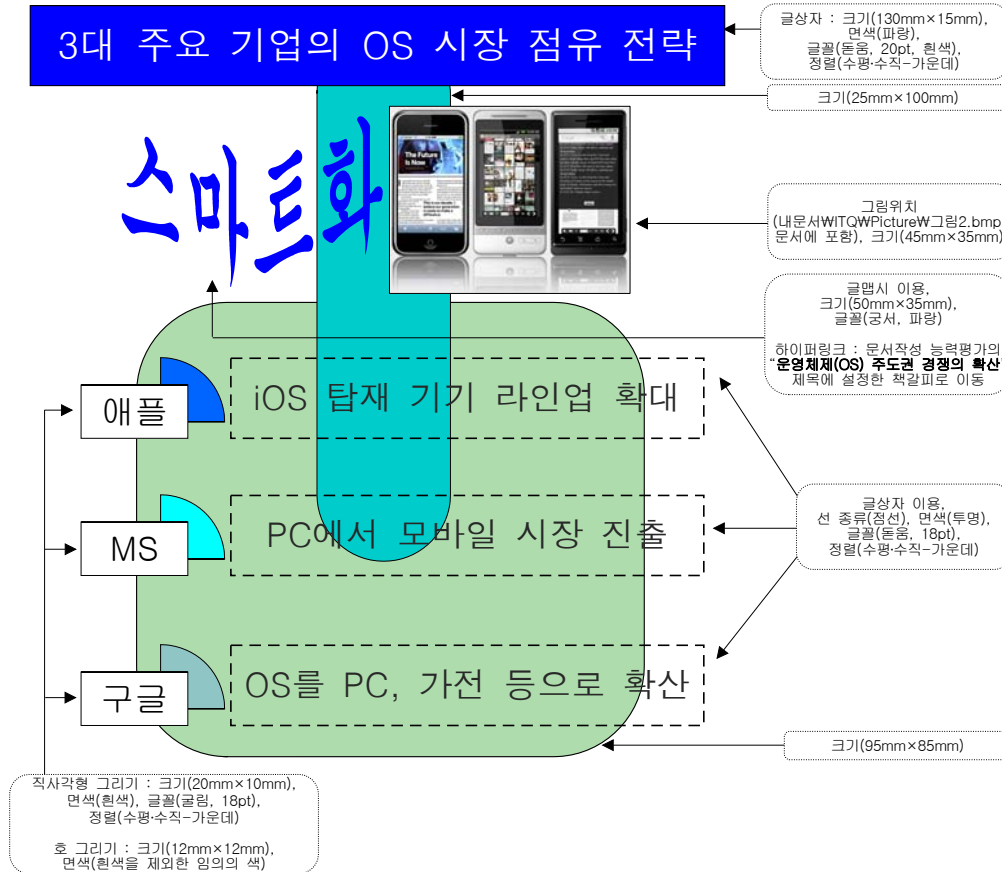 3대 주요 기업의 OS 시장 점유 전략
글상자 : 크기(130mm×15mm),
면색(파랑),
글꼴(돋움, 20pt, 흰색),
정렬(수평·수직-가운데)
크기(25mm×100mm)
스마트화
The Future
Is Now
그림위치
(내문서₩ITQ₩Picture₩그림2.bmp
문서에 포함), 크기(45mm×35mm)
글맵시 이용,
크기(50mm×35mm),
글꼴(궁서, 파랑)
하이퍼링크 : 문서작성 능력평가의
"운영체제(OS) 주도권 경쟁의 확산
제목에 설정한 책갈피로 이동
애플
iOS 탑재 기기 라인업 확대
MS
PC에서 모바일 시장 진출
글상자 이용,
선 종류(점선), 면색(투명),
글꼴(돋움, 18pt),
정렬(수평·수직-가운데)
구글
OS를 PC, 가전 등으로 확산
크기(95mm×85mm)
직사각형 그리기 : 크기(20mm×10mm),
면색(흰색), 글꼴(굴림, 18pt),
정렬(수평·수직-가운데)
호 그리기 : 크기(12mm×12mm),
면색(흰색을 제외한 임의의 색)